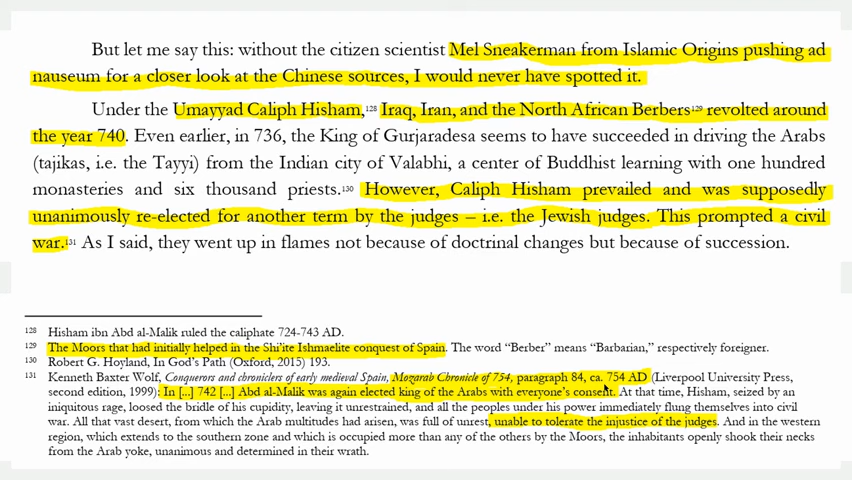 But let me say this: without the citizen scientist Mel Sneakerman from Islamic Origins pushing ad
nauseum for a closer look at the Chinese sources, I would never have spotted it.
Under the Umayyad Caliph Hisham,128 Iraq, Iran, and the North African Berbers129 revolted around
the year 740. Even earlier, in 736, the King of Gurjaradesa seems to have succeeded in driving the Arabs
(tajikas, i.e. the Tayyi) from the Indian city of Valabhi, a center of Buddhist learning with one hundred
monasteries and six thousand priests.130 However, Caliph Hisham prevailed and was supposedly
unanimously re-elected for another term by the judges – i.e. the Jewish judges. This prompted a civil
war.131 As I said, they went up in flames not because of doctrinal changes but because of succession.
128 Hisham ibn Abd al-Malik ruled the caliphate 724-743 AD.
129 The Moors that had initially helped in the Shi'ite Ishmaelite conquest of Spain. The word “Berber” means “Barbarian,” respectively foreigner.
130 Robert G. Hoyland, In God's Path (Oxford, 2015) 193.
131 Kenneth Baxter Wolf, Conquerors and chroniclers of early medieval Spain, Mozarab Chronicle of 754, paragraph 84, ca. 754 AD (Liverpool University Press,
second edition, 1999): In [...] 742 [...] Abd al-Malik was again elected king of the Arabs with everyone's consent. At that time, Hisham, seized by an
iniquitous rage, loosed the bridle of his cupidity, leaving it unrestrained, and all the peoples under his power immediately flung themselves into civil
war. All that vast desert, from which the Arab multitudes had arisen, was full of unrest, unable to tolerate the injustice of the judges. And in the western
region, which extends to the southern zone and which is occupied more than any of the others by the Moors, the inhabitants openly shook their necks
from the Arab yoke, unanimous and determined in their wrath.